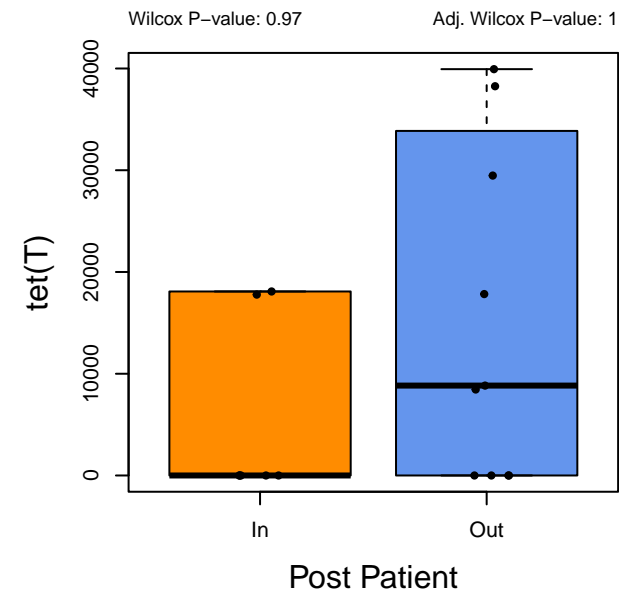 Wilcox P−value: 0.97
Adj. Wilcox P−value: 1
tet(T)
40000
30000
20000
10000
0
In
Out
Post Patient